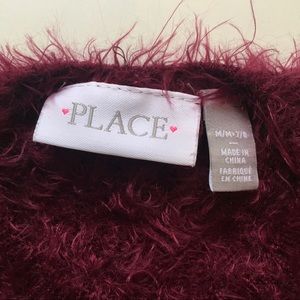 PLACE
M/M•7/8
MADE IN
CHINA
FABRIQUÉ
EN CHINE